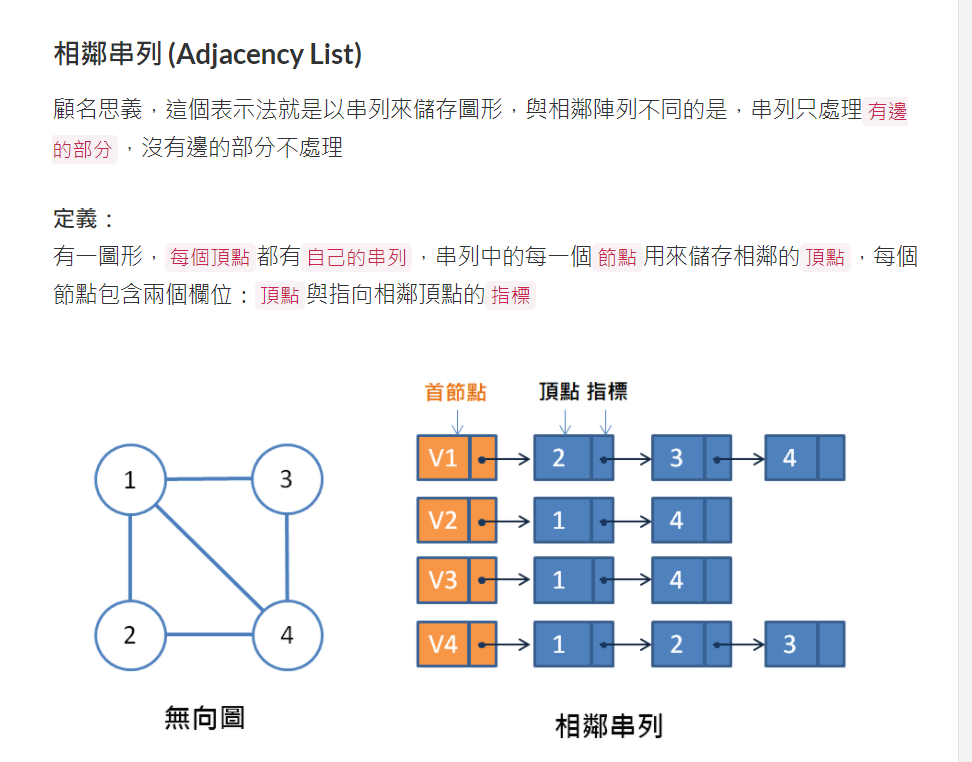 相鄰串列 (Adjacency List)
顧名思義，這個表示法就是以串列來儲存圖形，與相鄰陣列不同的是，串列只處理 有邊
的部分 ，沒有邊的部分不處理
定義：
有一圖形， 每個頂點 都有 自己的串列 ，串列中的每一個 節點 用來儲存相鄰的 頂點 ，每個
節點包含兩個欄位： 頂點 與指向相鄰頂點的 指標
首節點 頂點 指標
1 3
2 4
無向圖
V1 2 3 4
V2 1 4
V3 1 4
V4 1 2 3
相鄰串列